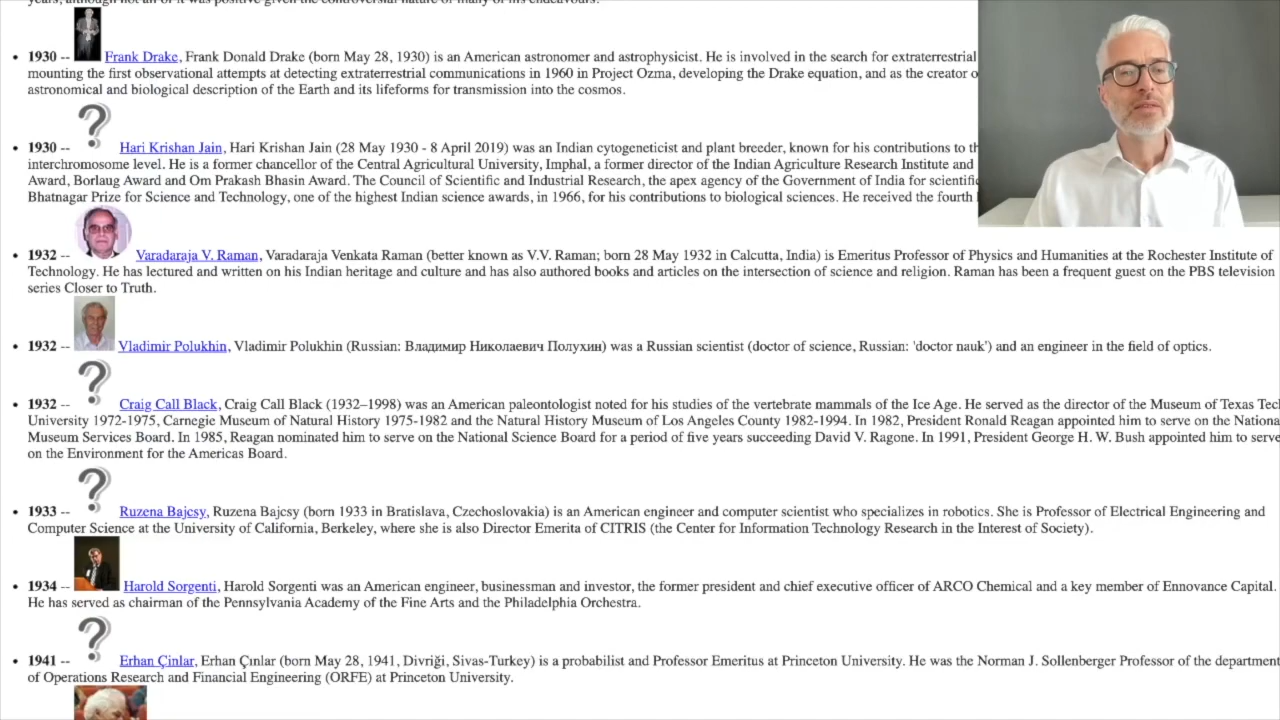 years, although not all of it was positive given the controversial nature of many of his endeavours.
1930 -- Frank Drake, Frank Donald Drake (born May 28, 1930) is an American astronomer and astrophysicist. He is involved in the search for extraterrestrial
mounting the first observational attempts at detecting extraterrestrial communications in 1960 in Project Ozma, developing the Drake equation, and as the creator o
astronomical and biological description of the Earth and its lifeforms for transmission into the cosmos.
1930 -- Hari Krishan Jain, Hari Krishan Jain (28 May 1930 - 8 April 2019) was an Indian cytogeneticist and plant breeder, known for his contributions to th
interchromosome level. He is a former chancellor of the Central Agricultural University, Imphal, a former director of the Indian Agriculture Research Institute and
Award, Borlaug Award and Om Prakash Bhasin Award. The Council of Scientific and Industrial Research, the apex agency of the Government of India for scientific
Bhatnagar Prize for Science and Technology, one of the highest Indian science awards, in 1966, for his contributions to biological sciences. He received the fourth
1932 -- Varadaraja V. Raman, Varadaraja Venkata Raman (better known as V.V. Raman; born 28 May 1932 in Calcutta, India) is Emeritus Professor of Physics and Humanities at the Rochester Institute of
Technology. He has lectured and written on his Indian heritage and culture and has also authored books and articles on the intersection of science and religion. Raman has been a frequent guest on the PBS television
series Closer to Truth.
1932 -- Vladimir Polukhin, Vladimir Polukhin (Russian: Владимир Николаевич Полухин) was a Russian scientist (doctor of science, Russian: 'doctor nauk') and an engineer in the field of optics.
1932 -- Craig Call Black, Craig Call Black (1932–1998) was an American paleontologist noted for his studies of the vertebrate mammals of the Ice Age. He served as the director of the Museum of Texas Tec
University 1972-1975, Carnegie Museum of Natural History 1975-1982 and the Natural History Museum of Los Angeles County 1982-1994. In 1982, President Ronald Reagan appointed him to serve on the Nationa
Museum Services Board. In 1985, Reagan nominated him to serve on the National Science Board for a period of five years succeeding David V. Ragone. In 1991, President George H. W. Bush appointed him to serve
on the Environment for the Americas Board.
1933 -- Ruzena Bajcsy, Ruzena Bajcsy (born 1933 in Bratislava, Czechoslovakia) is an American engineer and computer scientist who specializes in robotics. She is Professor of Electrical Engineering and
Computer Science at the University of California, Berkeley, where she is also Director Emerita of CITRIS (the Center for Information Technology Research in the Interest of Society).
1934 -- Harold Sorgenti, Harold Sorgenti was an American engineer, businessman and investor, the former president and chief executive officer of ARCO Chemical and a key member of Ennovance Capital.
He has served as chairman of the Pennsylvania Academy of the Fine Arts and the Philadelphia Orchestra.
1941 -- Erhan Çinlar, Erhan Çınlar (born May 28, 1941, Divriği, Sivas-Turkey) is a probabilist and Professor Emeritus at Princeton University. He was the Norman J. Sollenberger Professor of the department
of Operations Research and Financial Engineering (ORFE) at Princeton University.